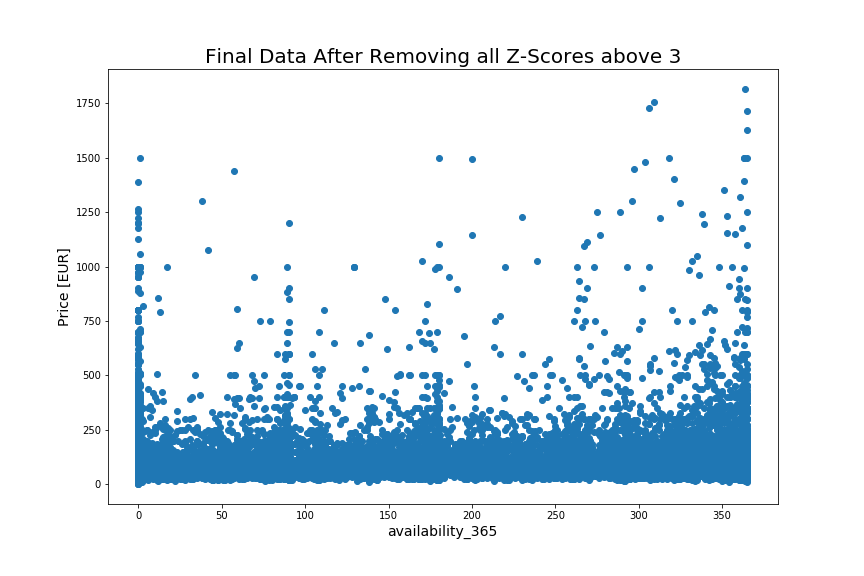 Final Data After Removing all Z-Scores above 3
Price [EUR]
1750
1500
1250
1000
750
500
250
0
0 50 100 150 200 250 300 350
availability_365